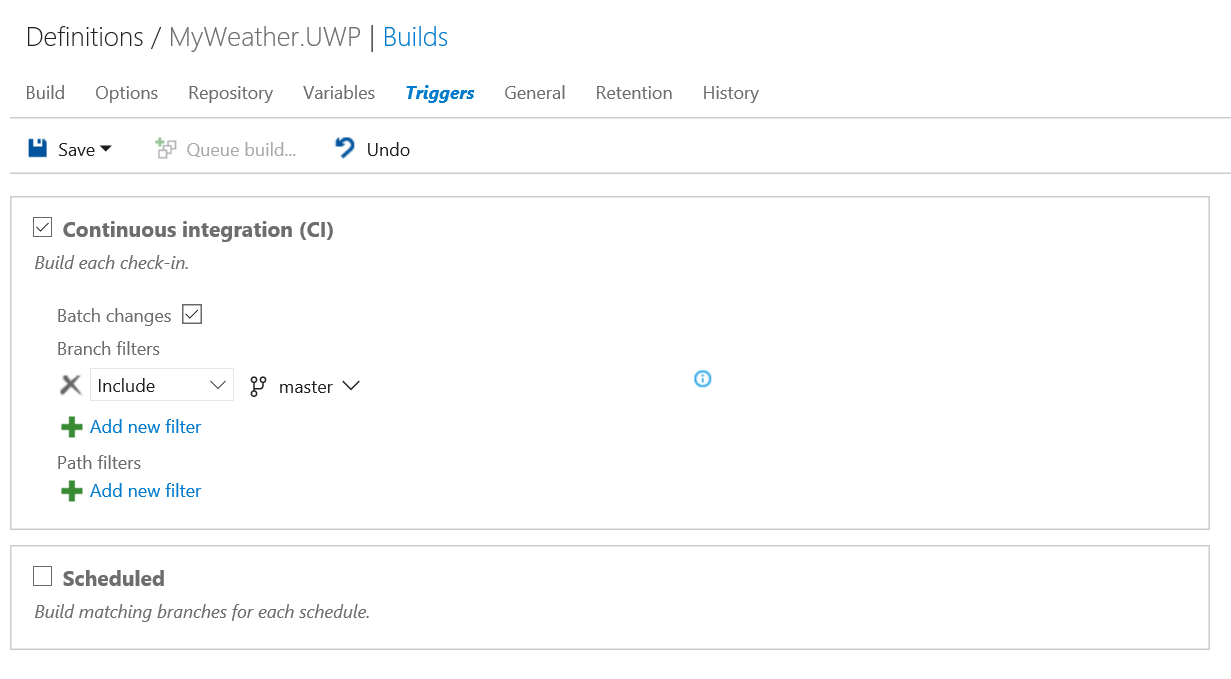 Definitions / MyWeather.UWP | Builds
Build Options Repository Variables Triggers General Retention History
Save Queue build... Undo
Continuous integration (CI)
Build each check-in.
Batch changes
Branch filters
Include master
Add new filter
Path filters
Add new filter
Scheduled
Build matching branches for each schedule.